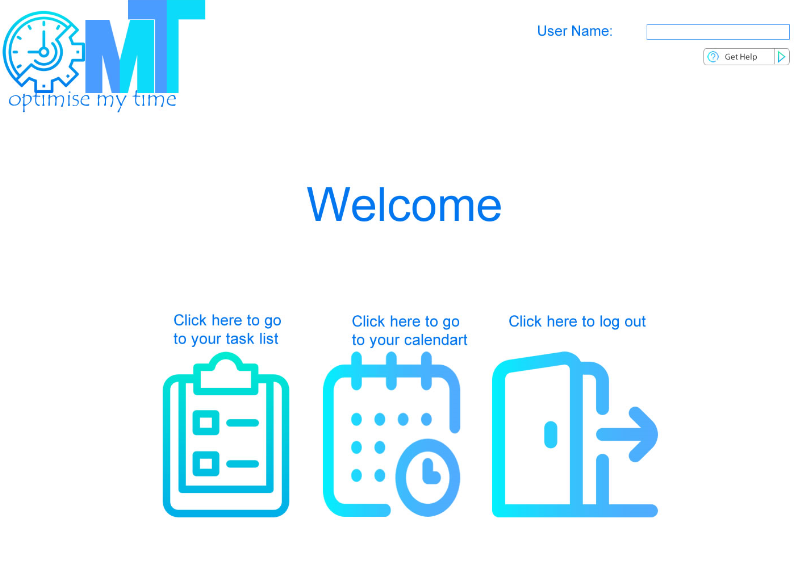 MT
optimise my time
User Name:
Get Help
Welcome
Click here to go
to your task list
Click here to go
to your calendart
Click here to log out